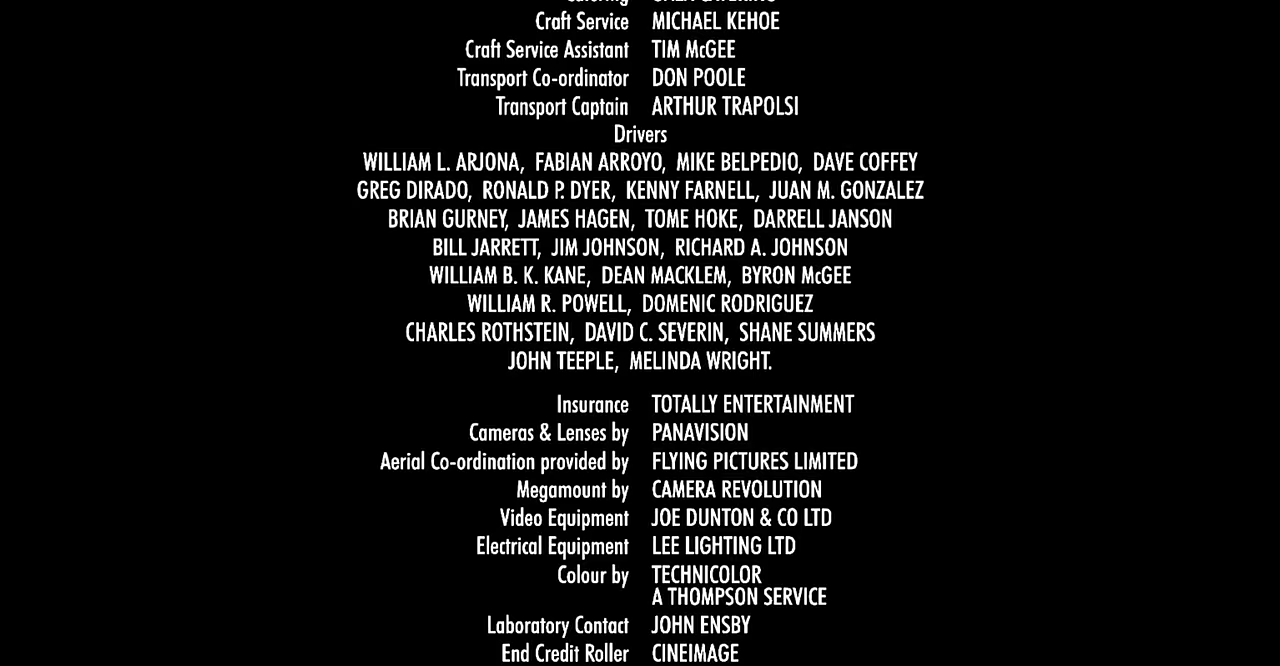 Craft Service MICHAEL KEHOE
Craft Service Assistant TIM McGEE
Transport Co-ordinator DON POOLE
Transport Captain ARTHUR TRAPOLSI
Drivers
WILLIAM L. ARJONA, FABIAN ARROYO, MIKE BELPEDIO, DAVE COFFEY
GREG DIRADO, RONALD P. DYER, KENNY FARNELL, JUAN M. GONZALEZ
BRIAN GURNEY, JAMES HAGEN, TOME HOKE, DARRELL JANSON
BILL JARRETT, JIM JOHNSON, RICHARD A. JOHNSON
WILLIAM B. K. KANE, DEAN MACKLEM, BYRON McGEE
WILLIAM R. POWELL, DOMENIC RODRIGUEZ
CHARLES ROTHSTEIN, DAVID C. SEVERIN, SHANE SUMMERS
JOHN TEEPLE, MELINDA WRIGHT.
Insurance TOTALLY ENTERTAINMENT
Cameras & Lenses by PANAVISION
Aerial Co-ordination provided by FLYING PICTURES LIMITED
Megamount by CAMERA REVOLUTION
Video Equipment JOE DUNTON & CO LTD
Electrical Equipment LEE LIGHTING LTD
Colour by TECHNICOLOR
A THOMPSON SERVICE
Laboratory Contact JOHN ENSBY
End Credit Roller CINEIMAGE